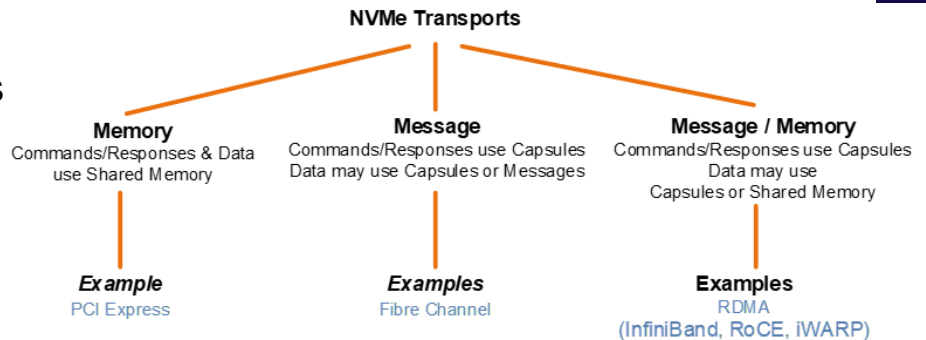 NVMe Transports
s
Memory
Commands/Responses & Data
use Shared Memory
Message
Commands/Responses use Capsules
Data may use Capsules or Messages
Message / Memory
Commands/Responses use Capsules
Data may use
Capsules or Shared Memory
Example
PCI Express
Examples
Fibre Channel
Examples
RDMA
(InfiniBand, RoCE, iWARP)